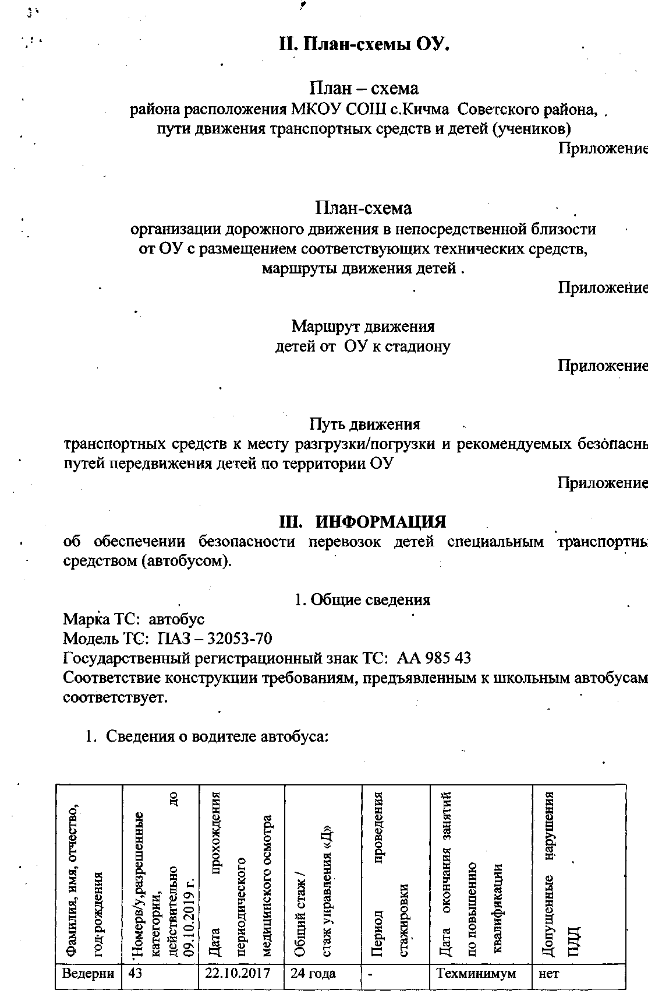 II. План-схемы ОУ.
План – схема
района расположения МКОУ СОШ с.Кичма Советского района, .
пути движения транспортных средств и детей (учеников)
Приложение
План-схема
организации дорожного движения в непосредственной близости
от ОУ с размещением соответствующих технических средств,
маршруты движения детей .
Приложение
Маршрут движения
детей от ОУ к стадиону
Приложение
Путь движения
транспортных средств к месту разгрузки/погрузки и рекомендуемых безопаснь
путей передвижения детей по территории ОУ
Приложение
III. ИНФОРМАЦИЯ
об обеспечении безопасности перевозок детей специальным транспортнь
средством (автобусом).
1. Общие сведения
Марка ТС: автобус
Модель ТС: ПАЗ – 32053-70
Государственный регистрационный знак ТС: АА 985 43
Соответствие конструкции требованиям, предъявленным к школьным автобусам
соответствует.
1. Сведения о водителе автобуса:
Фамилия, имя, отчество,
год рождения
Номерв/у,разрешенные
категории,
действительно до
09.10.2019 г.
Дата прохождения
периодического
медицинского осмотра
Общий стаж /
стаж управления «Д»
Период проведения
стажировки
Дата окончания занятий
по повышению
квалификации
Допущенные нарушения
ПДД
Ведерни 43 22.10.2017 24 года - Техминимум нет